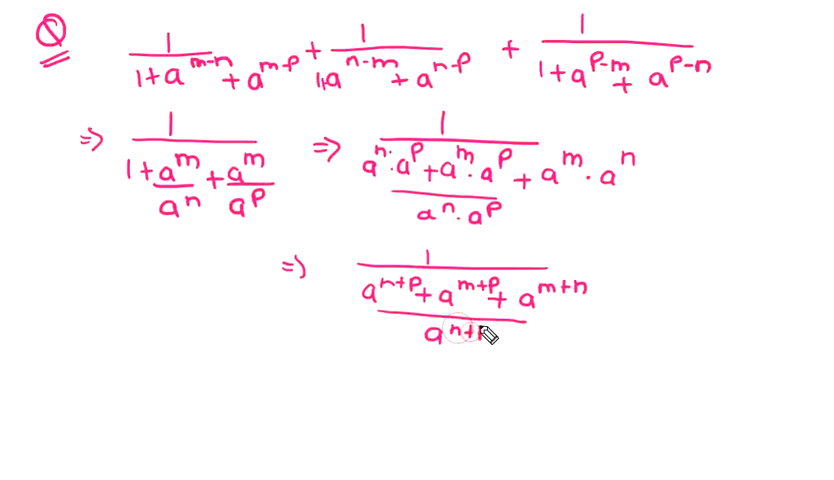 Q
1/(1+a^(m-n) + a^(m-p)) + 1/(1+a^(n-m) + a^(n-p)) + 1/(1+a^(p-m) + a^(p-n))
⇒ 1/(1 + a^m/a^n + a^m/a^p) ⇒ 1/((a^n · a^p + a^m · a^p + a^m · a^n)/(a^n · a^p))
⇒ 1/((a^(n+p) + a^(m+p) + a^(m+n))/a^(n+